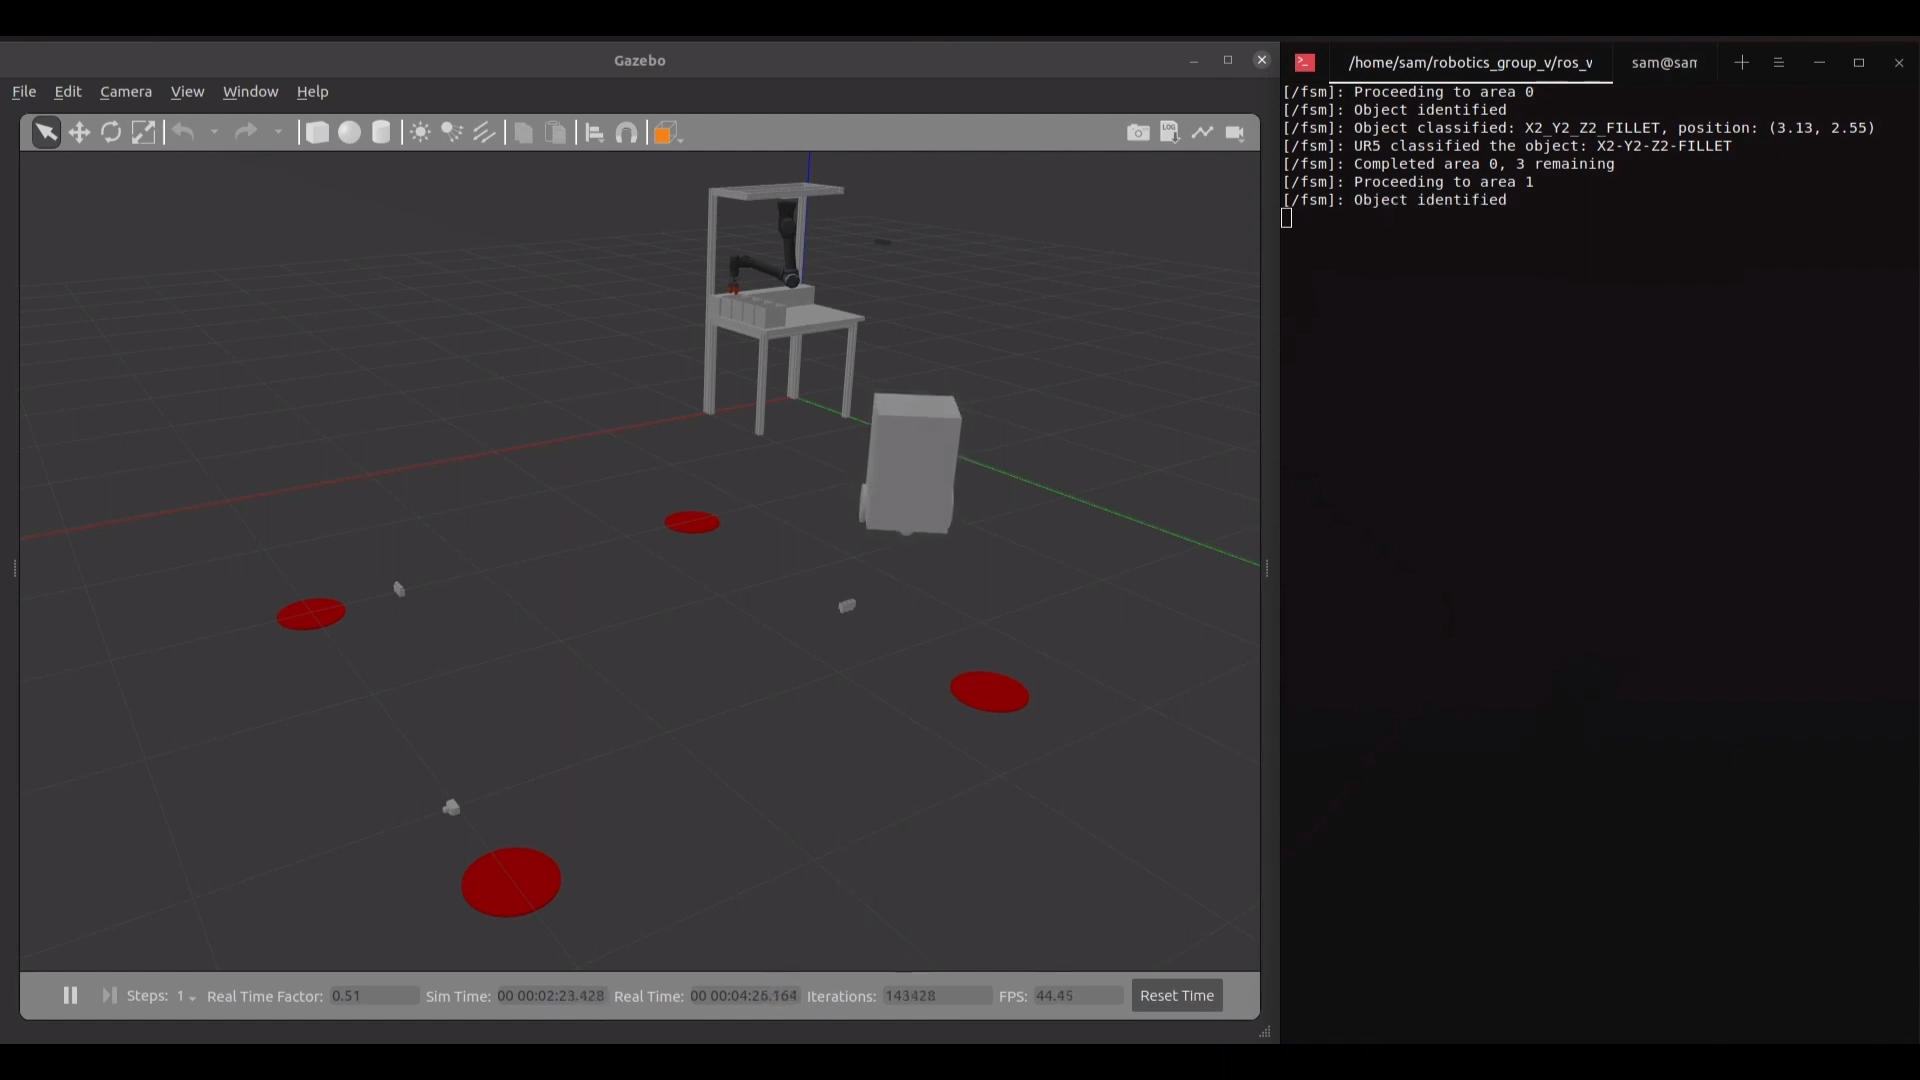 Gazebo
File Edit Camera View Window Help
LOG
Steps: 1 Real Time Factor: 0.51 Sim Time: 00 00:02:23.428 Real Time: 00 00:04:26.164 Iterations: 143428 FPS: 44.45 Reset Time
/home/sam/robotics_group_v/ros_v sam@sam
[/fsm]: Proceeding to area 0
[/fsm]: Object identified
[/fsm]: Object classified: X2_Y2_Z2_FILLET, position: (3.13, 2.55)
[/fsm]: UR5 classified the object: X2-Y2-Z2-FILLET
[/fsm]: Completed area 0, 3 remaining
[/fsm]: Proceeding to area 1
[/fsm]: Object identified